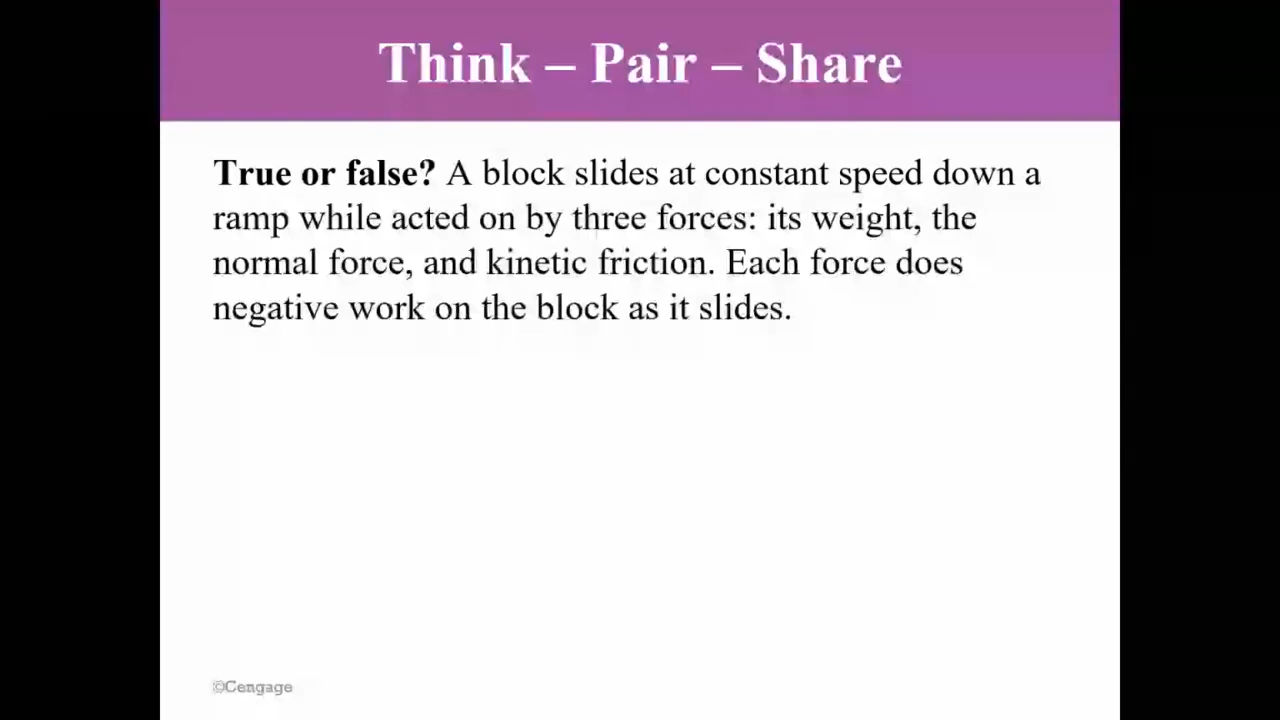 Think – Pair – Share
True or false? A block slides at constant speed down a
ramp while acted on by three forces: its weight, the
normal force, and kinetic friction. Each force does
negative work on the block as it slides.
©Cengage